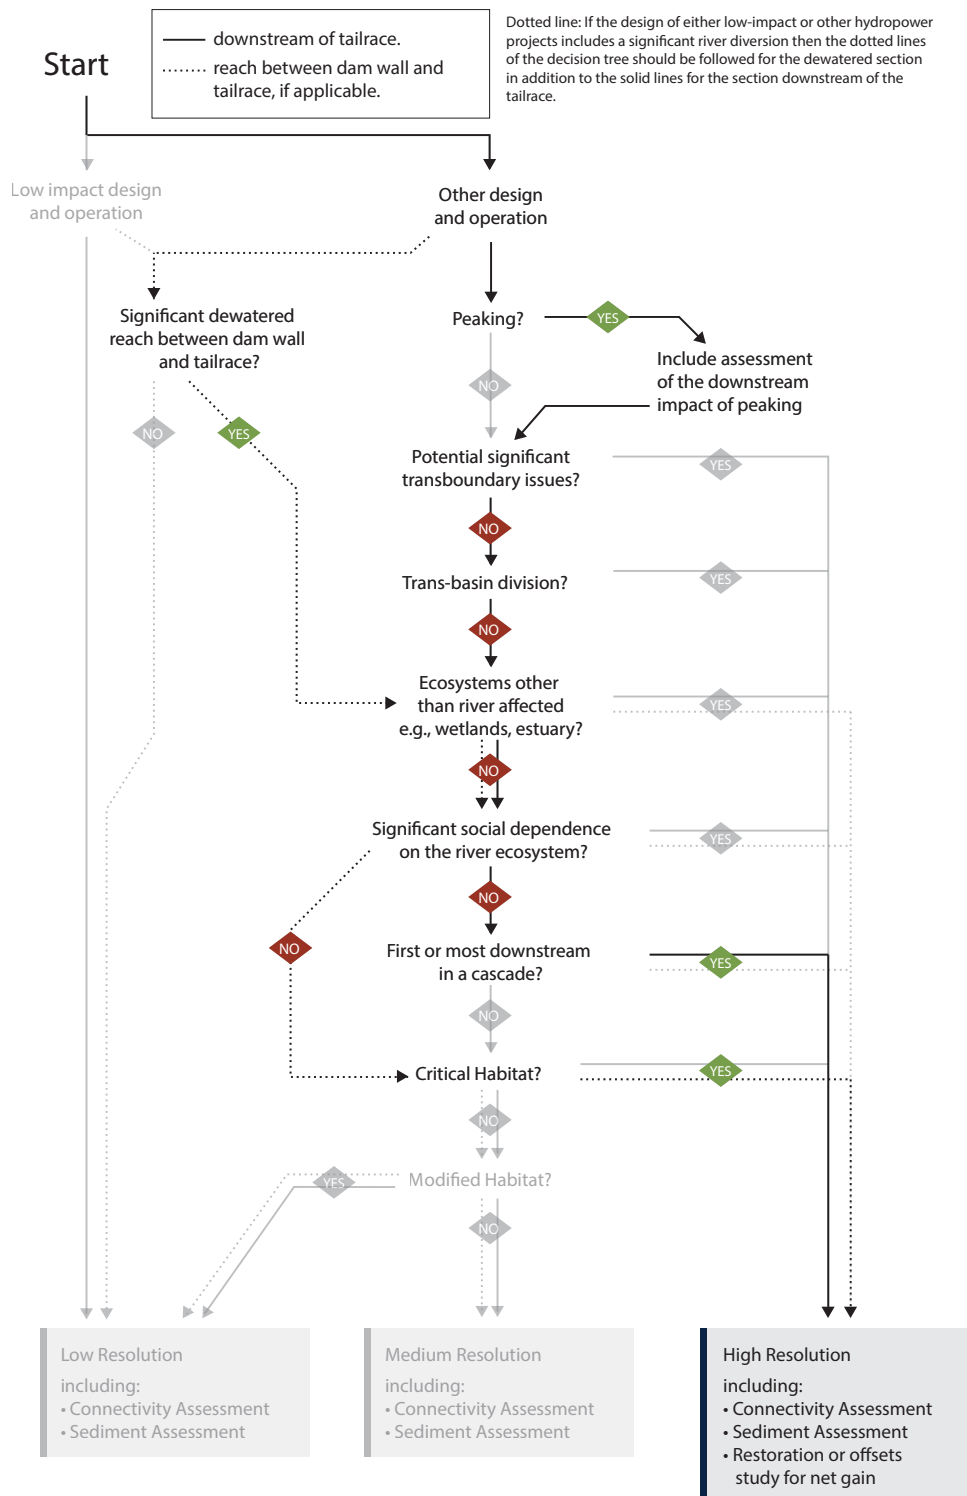 Start
downstream of tailrace.
reach between dam wall and
tailrace, if applicable.
Dotted line: If the design of either low-impact or other hydropower
projects includes a significant river diversion then the dotted lines
of the decision tree should be followed for the dewatered section
in addition to the solid lines for the section downstream of the
tailrace.
Low impact design
and operation
Other design
and operation
Significant dewatered
reach between dam wall
and tailrace?
Peaking?
YES
Include assessment
of the downstream
impact of peaking
NO
NO
YES
Potential significant
transboundary issues?
YES
NO
Trans-basin division?
YES
NO
Ecosystems other
than river affected
e.g., wetlands, estuary?
YES
NO
Significant social dependence
on the river ecosystem?
YES
NO
NO
First or most downstream
in a cascade?
YES
NO
Critical Habitat?
YES
NO
Modified Habitat?
YES
NO
Low Resolution
including:
• Connectivity Assessment
• Sediment Assessment
Medium Resolution
including:
• Connectivity Assessment
• Sediment Assessment
High Resolution
including:
• Connectivity Assessment
• Sediment Assessment
• Restoration or offsets
study for net gain